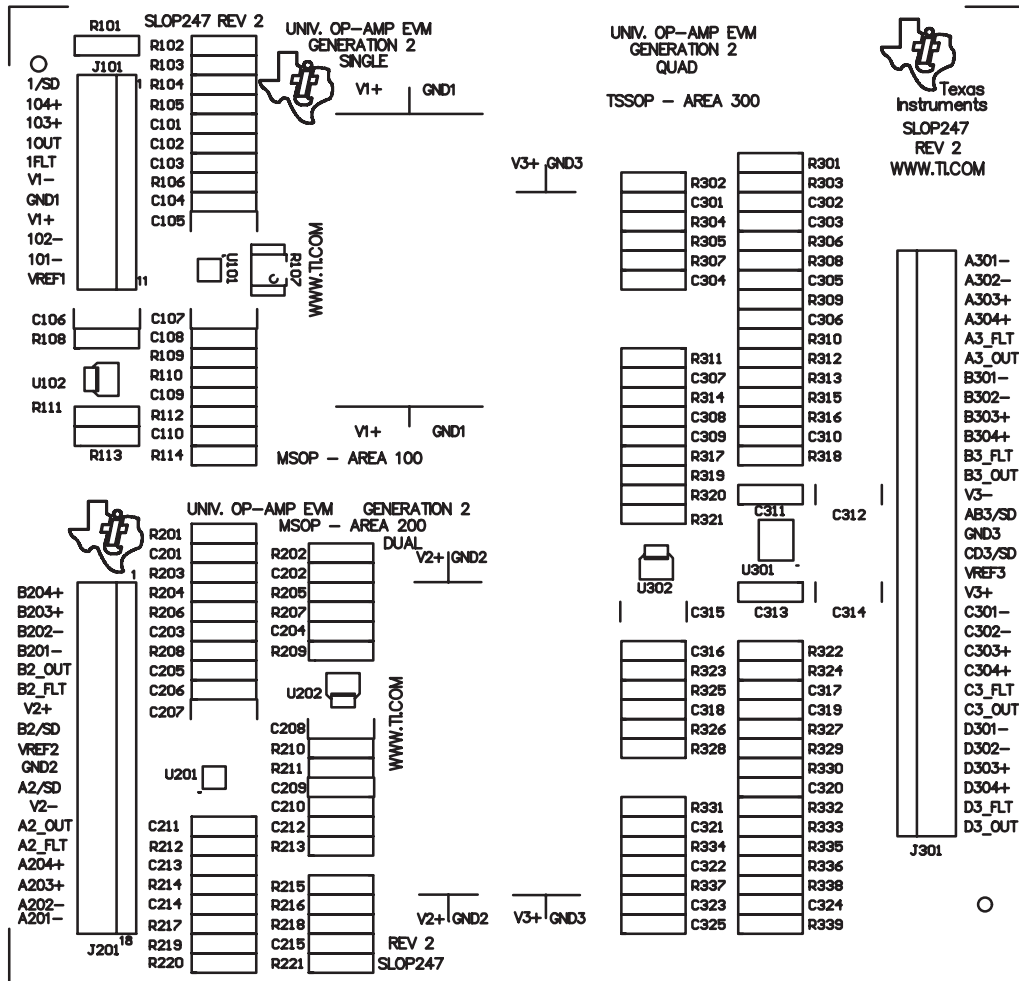 SLOP247 REV 2
R101
J101
1
1/SD
104+
103+
1OUT
1FLT
V1-
GND1
V1+
102-
101-
VREF1
11
R102
R103
R104
R105
C101
C102
C103
R106
C104
C105
UNIV. OP-AMP EVM
GENERATION 2
SINGLE
V1+ GND1
U101
R107
WWW.TI.COM
C106
R108
U102
R111
R113
C107
C108
R109
R110
C109
R112
C110
R114
V1+ GND1
MSOP - AREA 100
UNIV. OP-AMP EVM GENERATION 2
MSOP - AREA 200
DUAL
V2+ GND2
R201
C201
R203
R204
R206
C203
R208
C205
C206
C207
R202
C202
R205
R207
C204
R209
U202
WWW.TI.COM
C208
R210
R211
C209
C210
C212
R213
U201
1
B204+
B203+
B202-
B201-
B2_OUT
B2_FLT
V2+
B2/SD
VREF2
GND2
A2/SD
V2-
A2_OUT
A2_FLT
A204+
A203+
A202-
A201-
18
J201
C211
R212
C213
R214
C214
R217
R219
R220
R215
R216
R218
C215
R221
V2+ GND2
REV 2
SLOP247
UNIV. OP-AMP EVM
GENERATION 2
QUAD
TSSOP - AREA 300
V3+ GND3
R302
C301
R304
R305
R307
C304
R301
R303
C302
C303
R306
R308
C305
R309
C306
R310
R312
R313
R315
R316
C310
R318
R311
C307
R314
C308
C309
R317
R319
R320
R321
C311
C312
U301
U302
C313
C314
C315
C316
R323
R325
C318
R326
R328
R322
R324
C317
C319
R327
R329
R330
C320
R332
R333
R335
R336
R338
C324
R339
R331
C321
R334
C322
R337
C323
C325
V3+ GND3
Texas
Instruments
SLOP247
REV 2
WWW.TI.COM
A301-
A302-
A303+
A304+
A3_FLT
A3_OUT
B301-
B302-
B303+
B304+
B3_FLT
B3_OUT
V3-
AB3/SD
GND3
CD3/SD
VREF3
V3+
C301-
C302-
C303+
C304+
C3_FLT
C3_OUT
D301-
D302-
D303+
D304+
D3_FLT
D3_OUT
J301